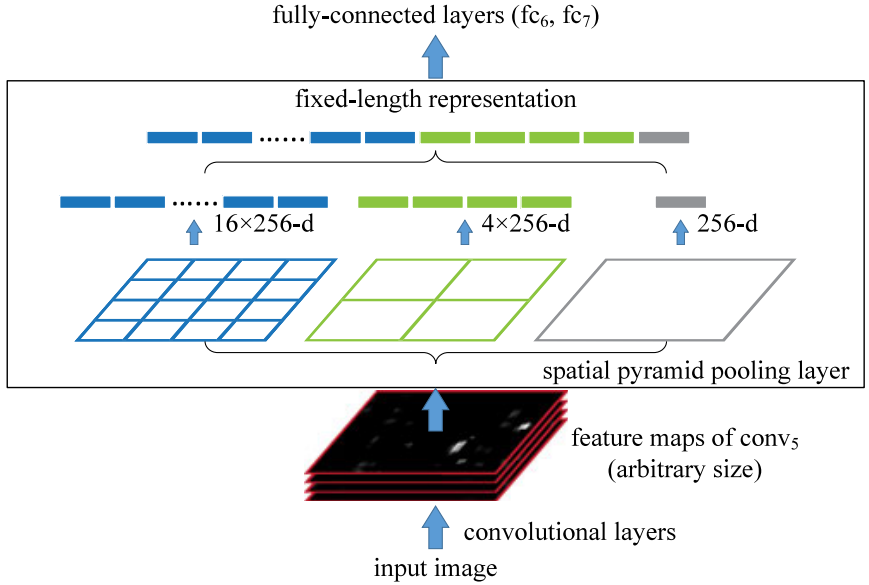 fully-connected layers (fc₆, fc₇)
fixed-length representation
......
......
16×256-d
4×256-d
256-d
spatial pyramid pooling layer
feature maps of conv₅
(arbitrary size)
convolutional layers
input image